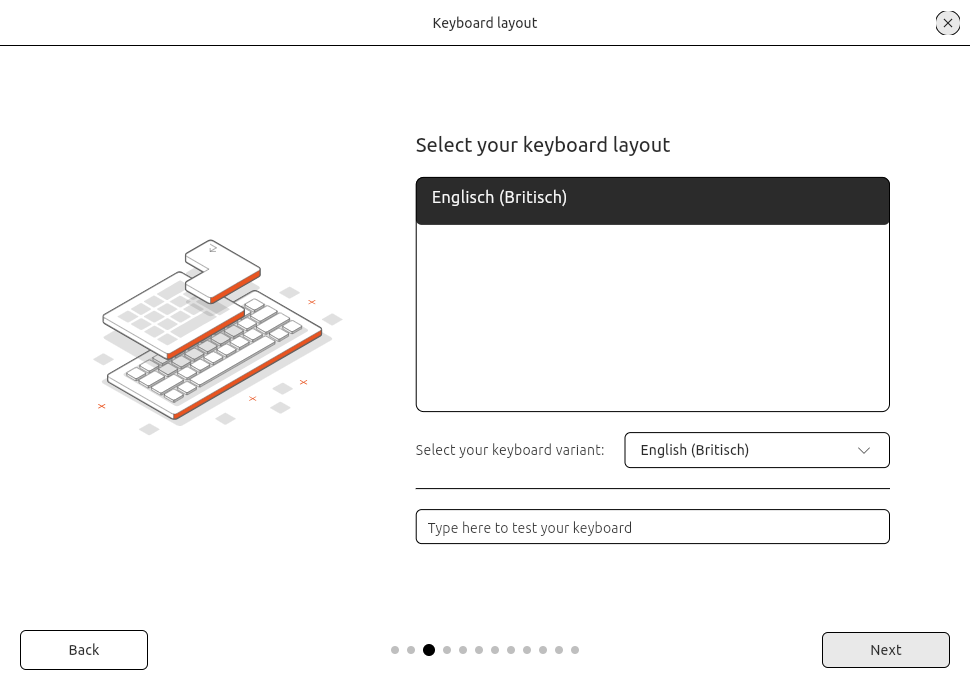 Keyboard layout
Select your keyboard layout
Englisch (Britisch)
Select your keyboard variant:
English (Britisch)
Type here to test your keyboard
Back
Next